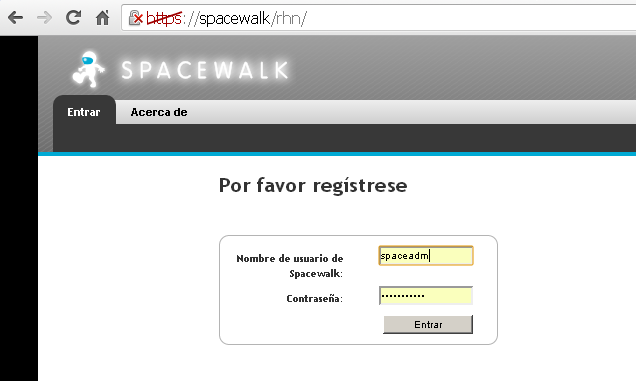 https://spacewalk/rhn/
SPACEWALK
Entrar Acerca de
Por favor regístrese
Nombre de usuario de
Spacewalk:
spaceadm
Contraseña:
•••••••••••
Entrar